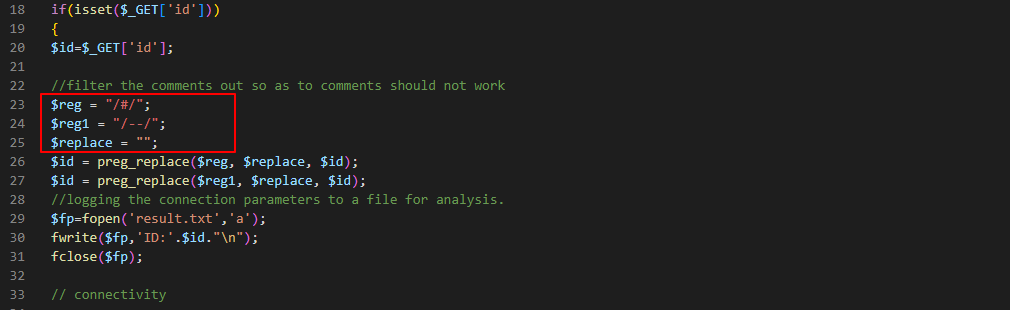 18 if(isset($_GET['id']))
19 {
20 $id=$_GET['id'];
21
22 //filter the comments out so as to comments should not work
23 $reg = "/#/";
24 $reg1 = "/--/";
25 $replace = "";
26 $id = preg_replace($reg, $replace, $id);
27 $id = preg_replace($reg1, $replace, $id);
28 //logging the connection parameters to a file for analysis.
29 $fp=fopen('result.txt','a');
30 fwrite($fp,'ID:'.$id."\n");
31 fclose($fp);
32
33 // connectivity